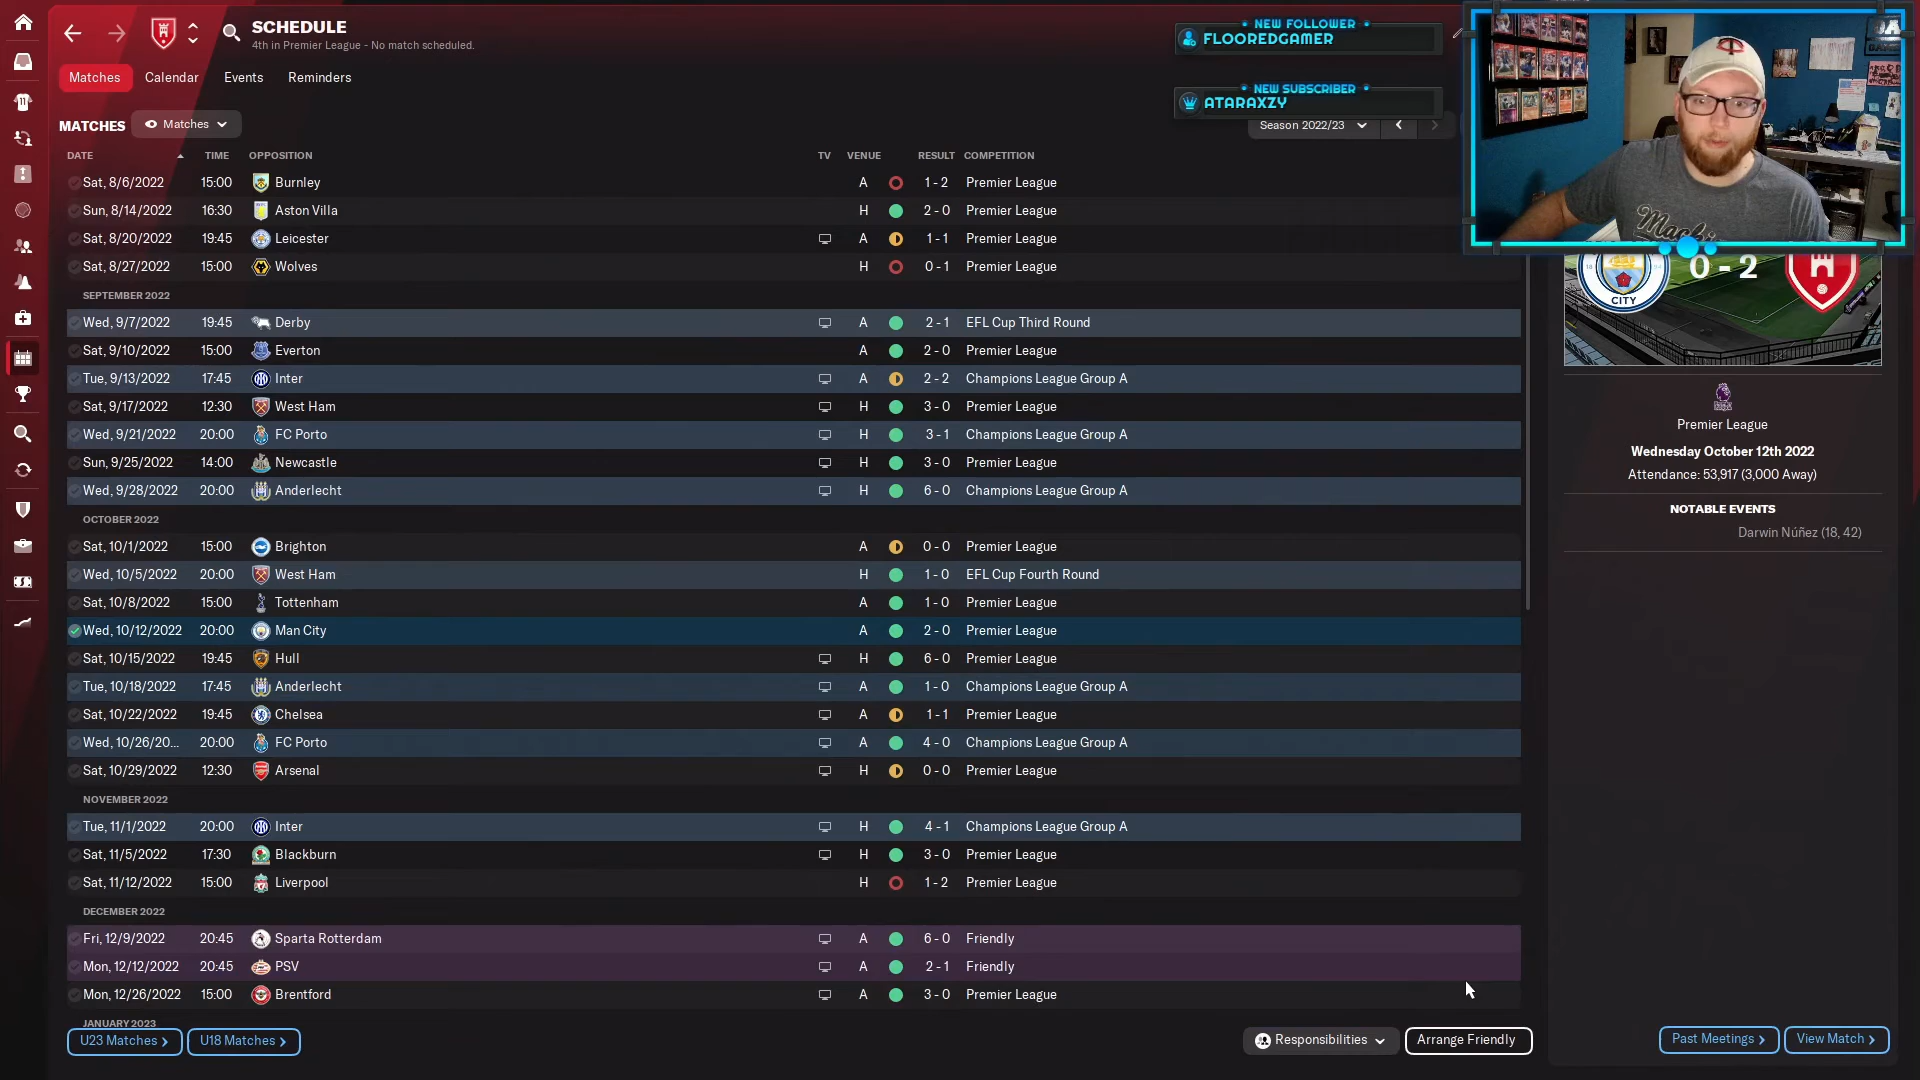 SCHEDULE
4th in Premier League - No match scheduled.
NEW FOLLOWER
FLOOREDGAMER
NEW SUBSCRIBER
ATARAXZY
Matches Calendar Events Reminders
MATCHES Matches
Season 2022/23
DATE TIME OPPOSITION TV VENUE RESULT COMPETITION
Sat, 8/6/2022 15:00 Burnley A 1 - 2 Premier League
Sun, 8/14/2022 16:30 Aston Villa H 2 - 0 Premier League
Sat, 8/20/2022 19:45 Leicester A 1 - 1 Premier League
Sat, 8/27/2022 15:00 Wolves H 0 - 1 Premier League
SEPTEMBER 2022
Wed, 9/7/2022 19:45 Derby A 2 - 1 EFL Cup Third Round
Sat, 9/10/2022 15:00 Everton A 2 - 0 Premier League
Tue, 9/13/2022 17:45 Inter A 2 - 2 Champions League Group A
Sat, 9/17/2022 12:30 West Ham H 3 - 0 Premier League
Wed, 9/21/2022 20:00 FC Porto H 3 - 1 Champions League Group A
Sun, 9/25/2022 14:00 Newcastle H 3 - 0 Premier League
Wed, 9/28/2022 20:00 Anderlecht H 6 - 0 Champions League Group A
OCTOBER 2022
Sat, 10/1/2022 15:00 Brighton A 0 - 0 Premier League
Wed, 10/5/2022 20:00 West Ham H 1 - 0 EFL Cup Fourth Round
Sat, 10/8/2022 15:00 Tottenham A 1 - 0 Premier League
Wed, 10/12/2022 20:00 Man City A 2 - 0 Premier League
Sat, 10/15/2022 19:45 Hull H 6 - 0 Premier League
Tue, 10/18/2022 17:45 Anderlecht A 1 - 0 Champions League Group A
Sat, 10/22/2022 19:45 Chelsea A 1 - 1 Premier League
Wed, 10/26/20... 20:00 FC Porto A 4 - 0 Champions League Group A
Sat, 10/29/2022 12:30 Arsenal H 0 - 0 Premier League
NOVEMBER 2022
Tue, 11/1/2022 20:00 Inter H 4 - 1 Champions League Group A
Sat, 11/5/2022 17:30 Blackburn H 3 - 0 Premier League
Sat, 11/12/2022 15:00 Liverpool H 1 - 2 Premier League
DECEMBER 2022
Fri, 12/9/2022 20:45 Sparta Rotterdam A 6 - 0 Friendly
Mon, 12/12/2022 20:45 PSV A 2 - 1 Friendly
Mon, 12/26/2022 15:00 Brentford A 3 - 0 Premier League
JANUARY 2023
U23 Matches U18 Matches
Responsibilities Arrange Friendly
CITY 0 - 2
Premier League
Wednesday October 12th 2022
Attendance: 53,917 (3,000 Away)
NOTABLE EVENTS
Darwin Núñez (18, 42)
Past Meetings View Match